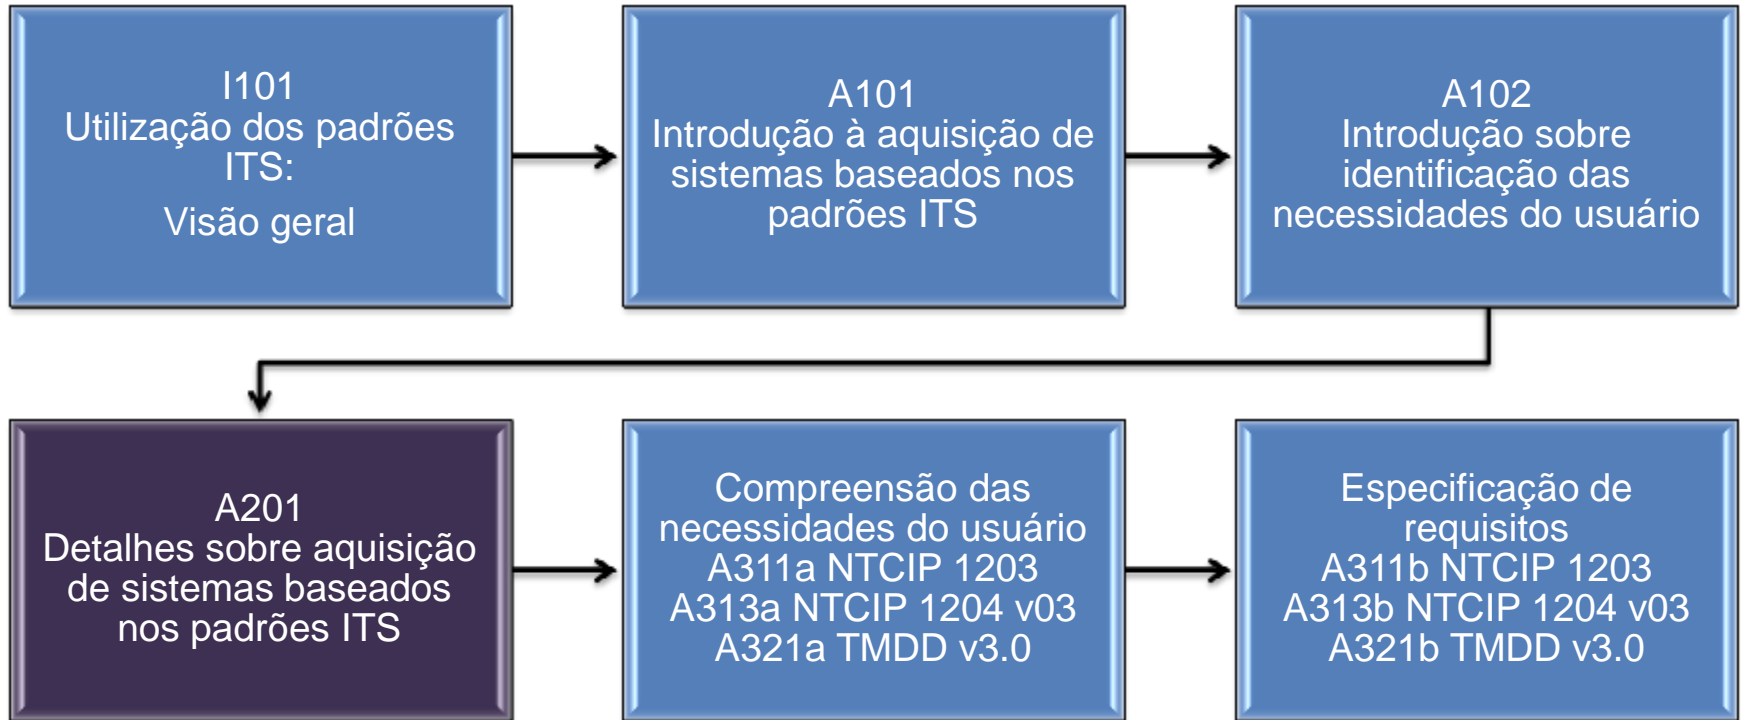 I101
Utilização dos padrões
ITS:
Visão geral
A101
Introdução à aquisição de
sistemas baseados nos
padrões ITS
A102
Introdução sobre
identificação das
necessidades do usuário
A201
Detalhes sobre aquisição
de sistemas baseados
nos padrões ITS
Compreensão das
necessidades do usuário
A311a NTCIP 1203
A313a NTCIP 1204 v03
A321a TMDD v3.0
Especificação de
requisitos
A311b NTCIP 1203
A313b NTCIP 1204 v03
A321b TMDD v3.0